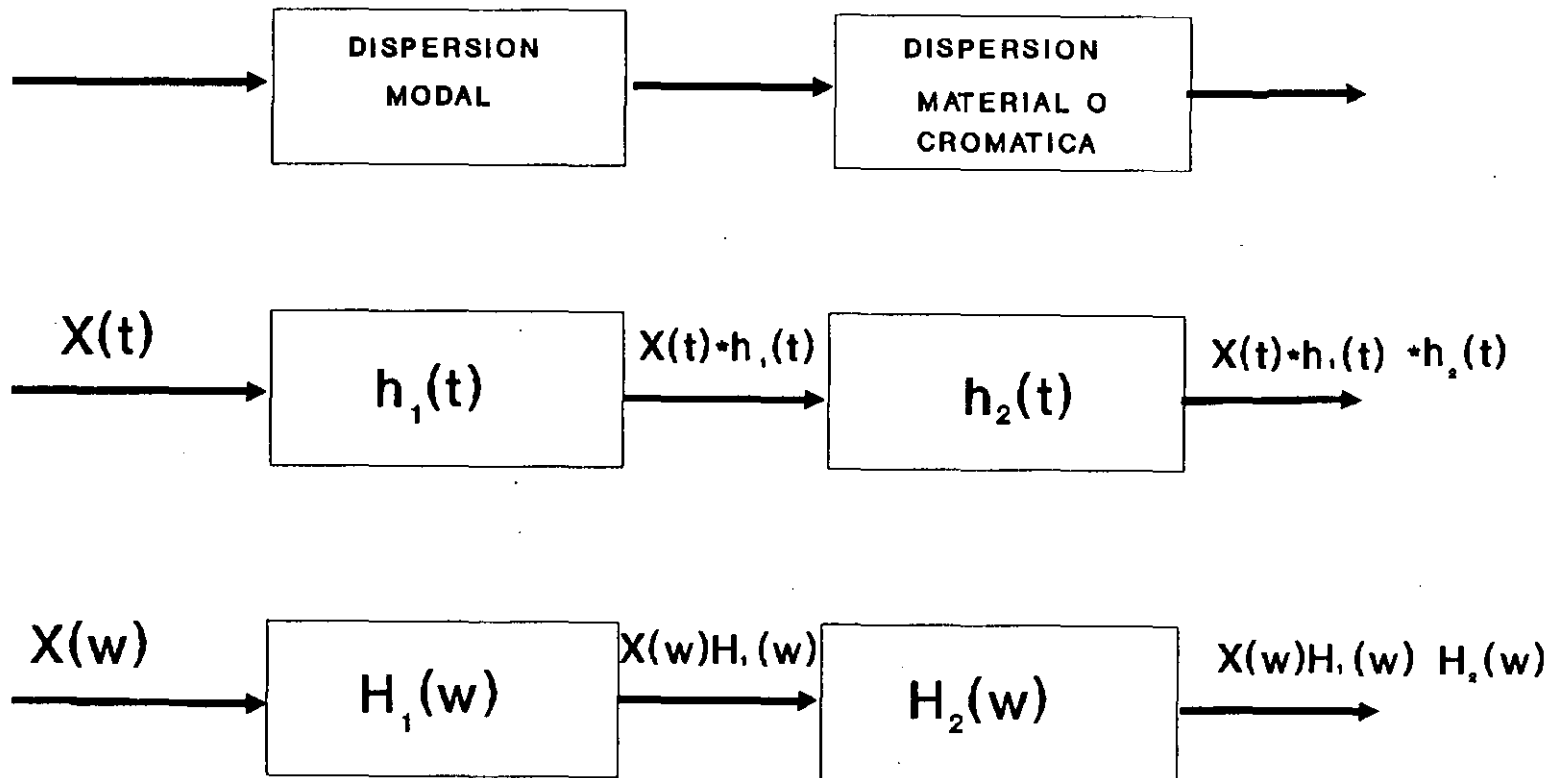 DISPERSION
MODAL
DISPERSION
MATERIAL O
CROMATICA
X(t)
h₁(t)
X(t)*h₁(t)
h₂(t)
X(t)*h₁(t) *h₂(t)
X(w)
H₁(w)
X(w)H₁(w)
H₂(w)
X(w)H₁(w) H₂(w)